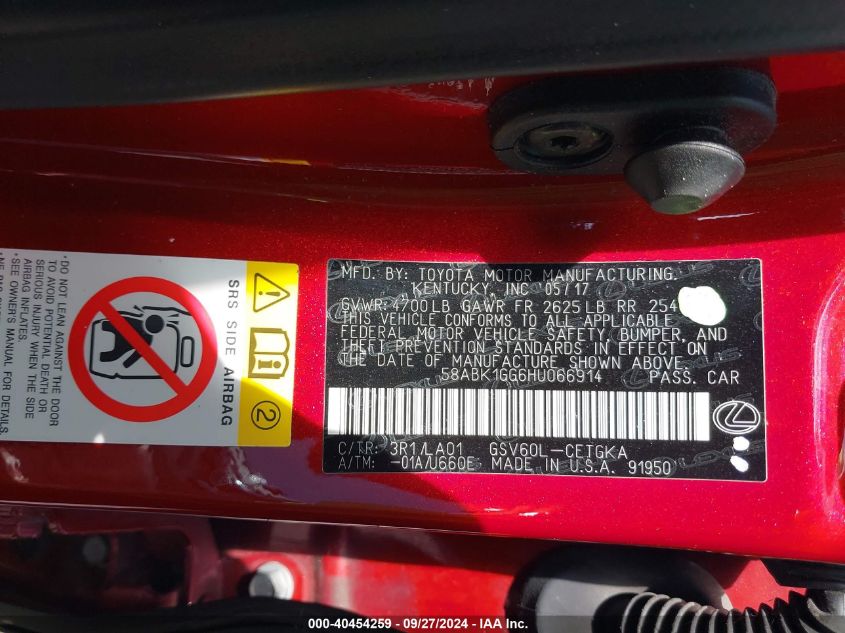 MFD. BY: TOYOTA MOTOR MANUFACTURING.
KENTUCKY, INC 05/17
GVWR 4700LB GAWR FR 2625LB RR 254
THIS VEHICLE CONFORMS TO ALL APPLICABLE
FEDERAL MOTOR VEHICLE SAFETY, BUMPER, AND
THEFT PREVENTION STANDARDS IN EFFECT ON
THE DATE OF MANUFACTURE SHOWN ABOVE.
58ABK1GG6HU066914 PASS. CAR
C/TR: 3R1/LA01 GSV60L-CETGKA
A/TM: -01A/U660E MADE IN U.S.A. 91950
SRS SIDE AIRBAG
2
•DO NOT LEAN AGAINST THE DOOR
TO AVOID POTENTIAL DEATH OR
SERIOUS INJURY WHEN THE SIDE
AIRBAG INFLATES.
•SEE OWNER'S MANUAL FOR DETAILS.
000-40454259 - 09/27/2024 - IAA Inc.